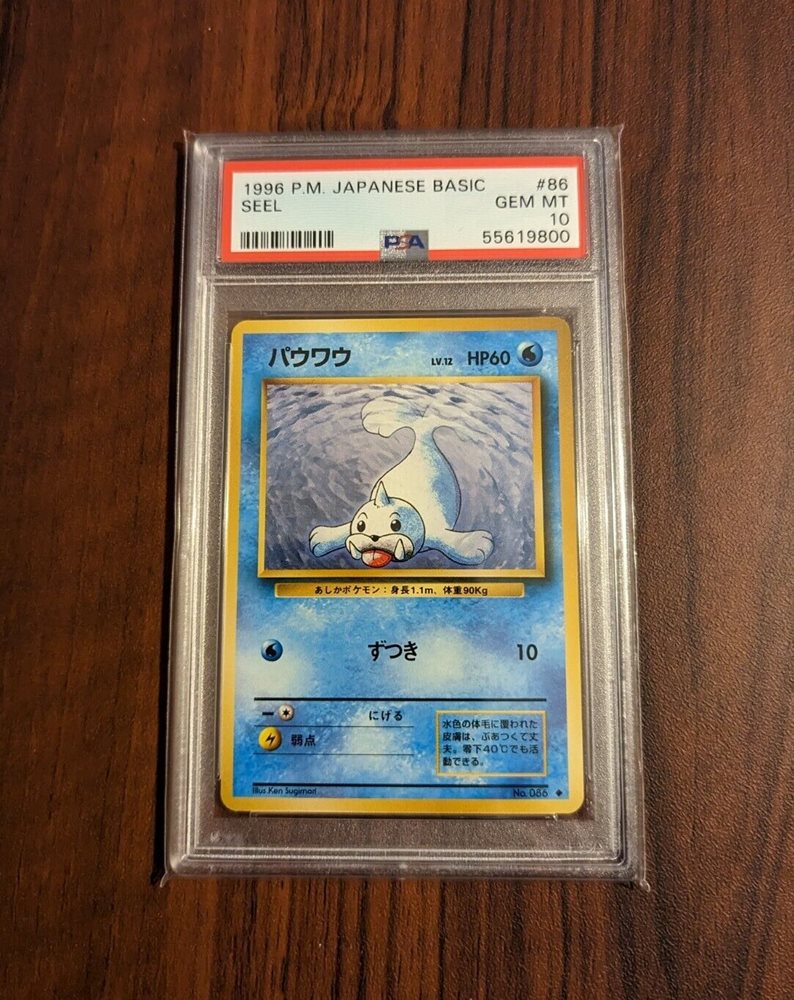 1996 P.M. JAPANESE BASIC #86
SEEL GEM MT
10
PSA 55619800
パウワウ LV.12 HP60
あしかポケモン：身長1.1m、体重90Kg
ずつき 10
ー にげる
弱点
水色の体毛に覆われた
皮膚は、ぶあつくて丈
夫。零下40℃でも活
動できる。
Illus.Ken Sugimori No.086